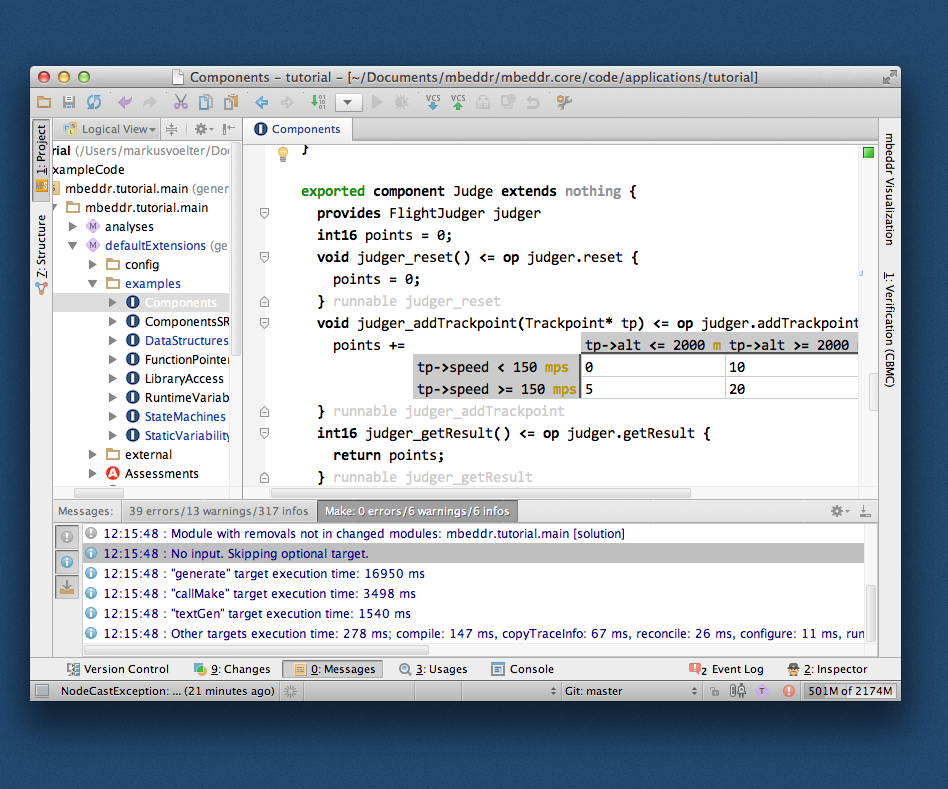 Components – tutorial – [~/Documents/mbeddr/mbeddr.core/code/applications/tutorial]
VCS VCS
1: Project
Z: Structure
Logical View
Components
rial (/Users/markusvoelter/Do
xampleCode
mbeddr.tutorial.main (gener
mbeddr.tutorial.main
analyses
defaultExtensions (ge
config
examples
Components
ComponentsSR
DataStructures
FunctionPointer
LibraryAccess
RuntimeVariab
StateMachines
StaticVariability
external
Assessments
}
exported component Judge extends nothing {
provides FlightJudger judger
int16 points = 0;
void judger_reset() <= op judger.reset {
points = 0;
} runnable judger_reset
void judger_addTrackpoint(Trackpoint* tp) <= op judger.addTrackpoint
points +=
tp->alt <= 2000 m tp->alt >= 2000
tp->speed < 150 mps 0 10
tp->speed >= 150 mps 5 20
} runnable judger_addTrackpoint
int16 judger_getResult() <= op judger.getResult {
return points;
} runnable judger_getResult
mbeddr Visualization
1: Verification (CBMC)
Messages: 39 errors/13 warnings/317 infos Make: 0 errors/6 warnings/6 infos
12:15:48 : Module with removals not in changed modules: mbeddr.tutorial.main [solution]
12:15:48 : No input. Skipping optional target.
12:15:48 : "generate" target execution time: 16950 ms
12:15:48 : "callMake" target execution time: 3498 ms
12:15:48 : "textGen" target execution time: 1540 ms
12:15:48 : Other targets execution time: 278 ms; compile: 147 ms, copyTraceInfo: 67 ms, reconcile: 26 ms, configure: 11 ms, run
Version Control 9: Changes 0: Messages 3: Usages Console 2 Event Log 2: Inspector
NodeCastException: ... (21 minutes ago) Git: master T 501M of 2174M